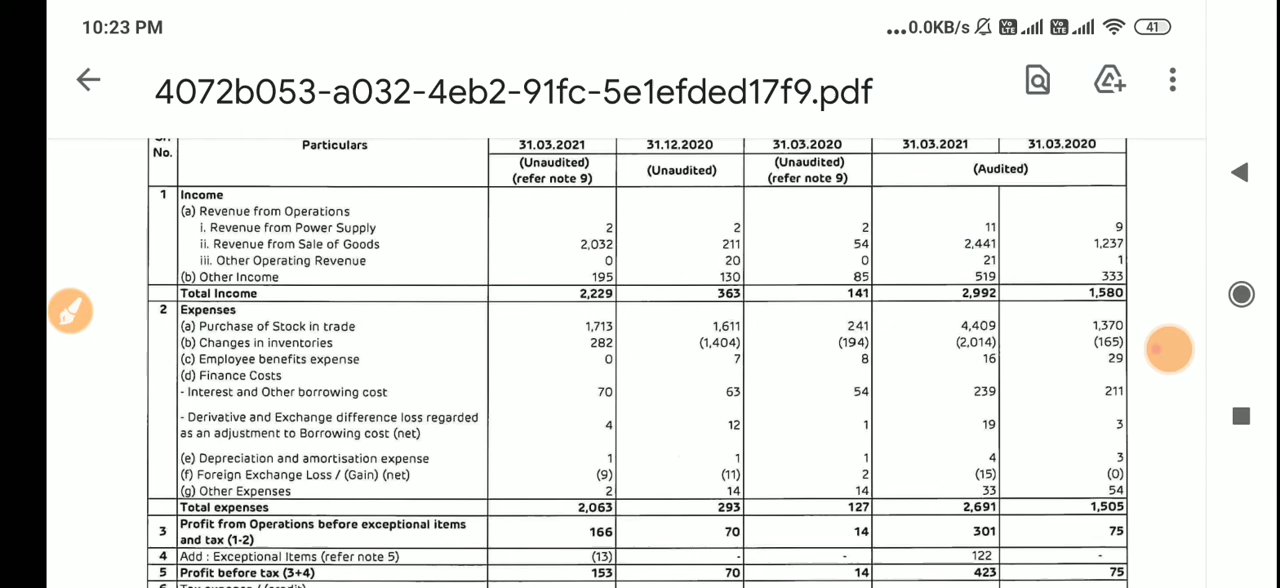 10:23 PM ...0.0KB/s Vo LTE Vo LTE 41
4072b053-a032-4eb2-91fc-5e1efded17f9.pdf
No. Particulars 31.03.2021 31.12.2020 31.03.2020 31.03.2021 31.03.2020
(Unaudited) (refer note 9) (Unaudited) (Unaudited) (refer note 9) (Audited)
1 Income
(a) Revenue from Operations
i. Revenue from Power Supply 2 2 2 11 9
ii. Revenue from Sale of Goods 2,032 211 54 2,441 1,237
iii. Other Operating Revenue 0 20 0 21 1
(b) Other Income 195 130 85 519 333
Total Income 2,229 363 141 2,992 1,580
2 Expenses
(a) Purchase of Stock in trade 1,713 1,611 241 4,409 1,370
(b) Changes in inventories 282 (1,404) (194) (2,014) (165)
(c) Employee benefits expense 0 7 8 16 29
(d) Finance Costs
- Interest and Other borrowing cost 70 63 54 239 211
- Derivative and Exchange difference loss regarded
as an adjustment to Borrowing cost (net) 4 12 1 19 3
(e) Depreciation and amortisation expense 1 1 1 4 3
(f) Foreign Exchange Loss / (Gain) (net) (9) (11) 2 (15) (0)
(g) Other Expenses 2 14 14 33 54
Total expenses 2,063 293 127 2,691 1,505
3 Profit from Operations before exceptional items
and tax (1-2) 166 70 14 301 75
4 Add : Exceptional Items (refer note 5) (13) - - 122 -
5 Profit before tax (3+4) 153 70 14 423 75